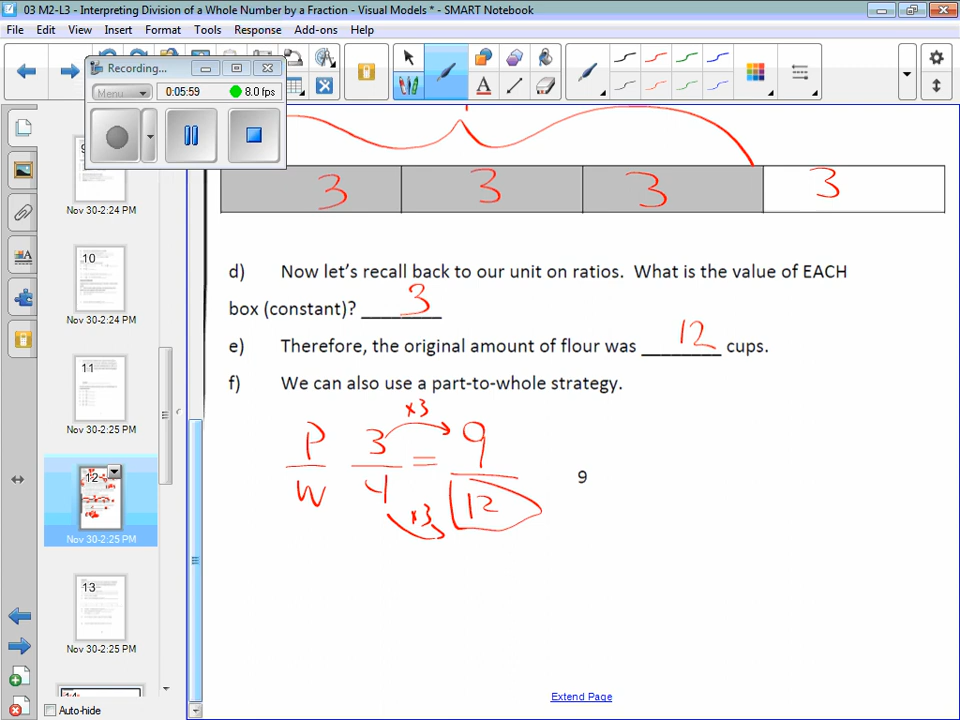 03 M2-L3 - Interpreting Division of a Whole Number by a Fraction - Visual Models * - SMART Notebook
File Edit View Insert Format Tools Response Add-ons Help
Recording...
Menu 0:05:59 8.0 fps
3 3 3 3
d) Now let's recall back to our unit on ratios. What is the value of EACH
box (constant)? 3
e) Therefore, the original amount of flour was 12 cups.
f) We can also use a part-to-whole strategy.
x3
P 3 = 9
W 4 12
x3
9
Extend Page
Nov 30-2:24 PM
10
Nov 30-2:24 PM
11
Nov 30-2:25 PM
12
Nov 30-2:25 PM
13
Nov 30-2:25 PM
Auto-hide